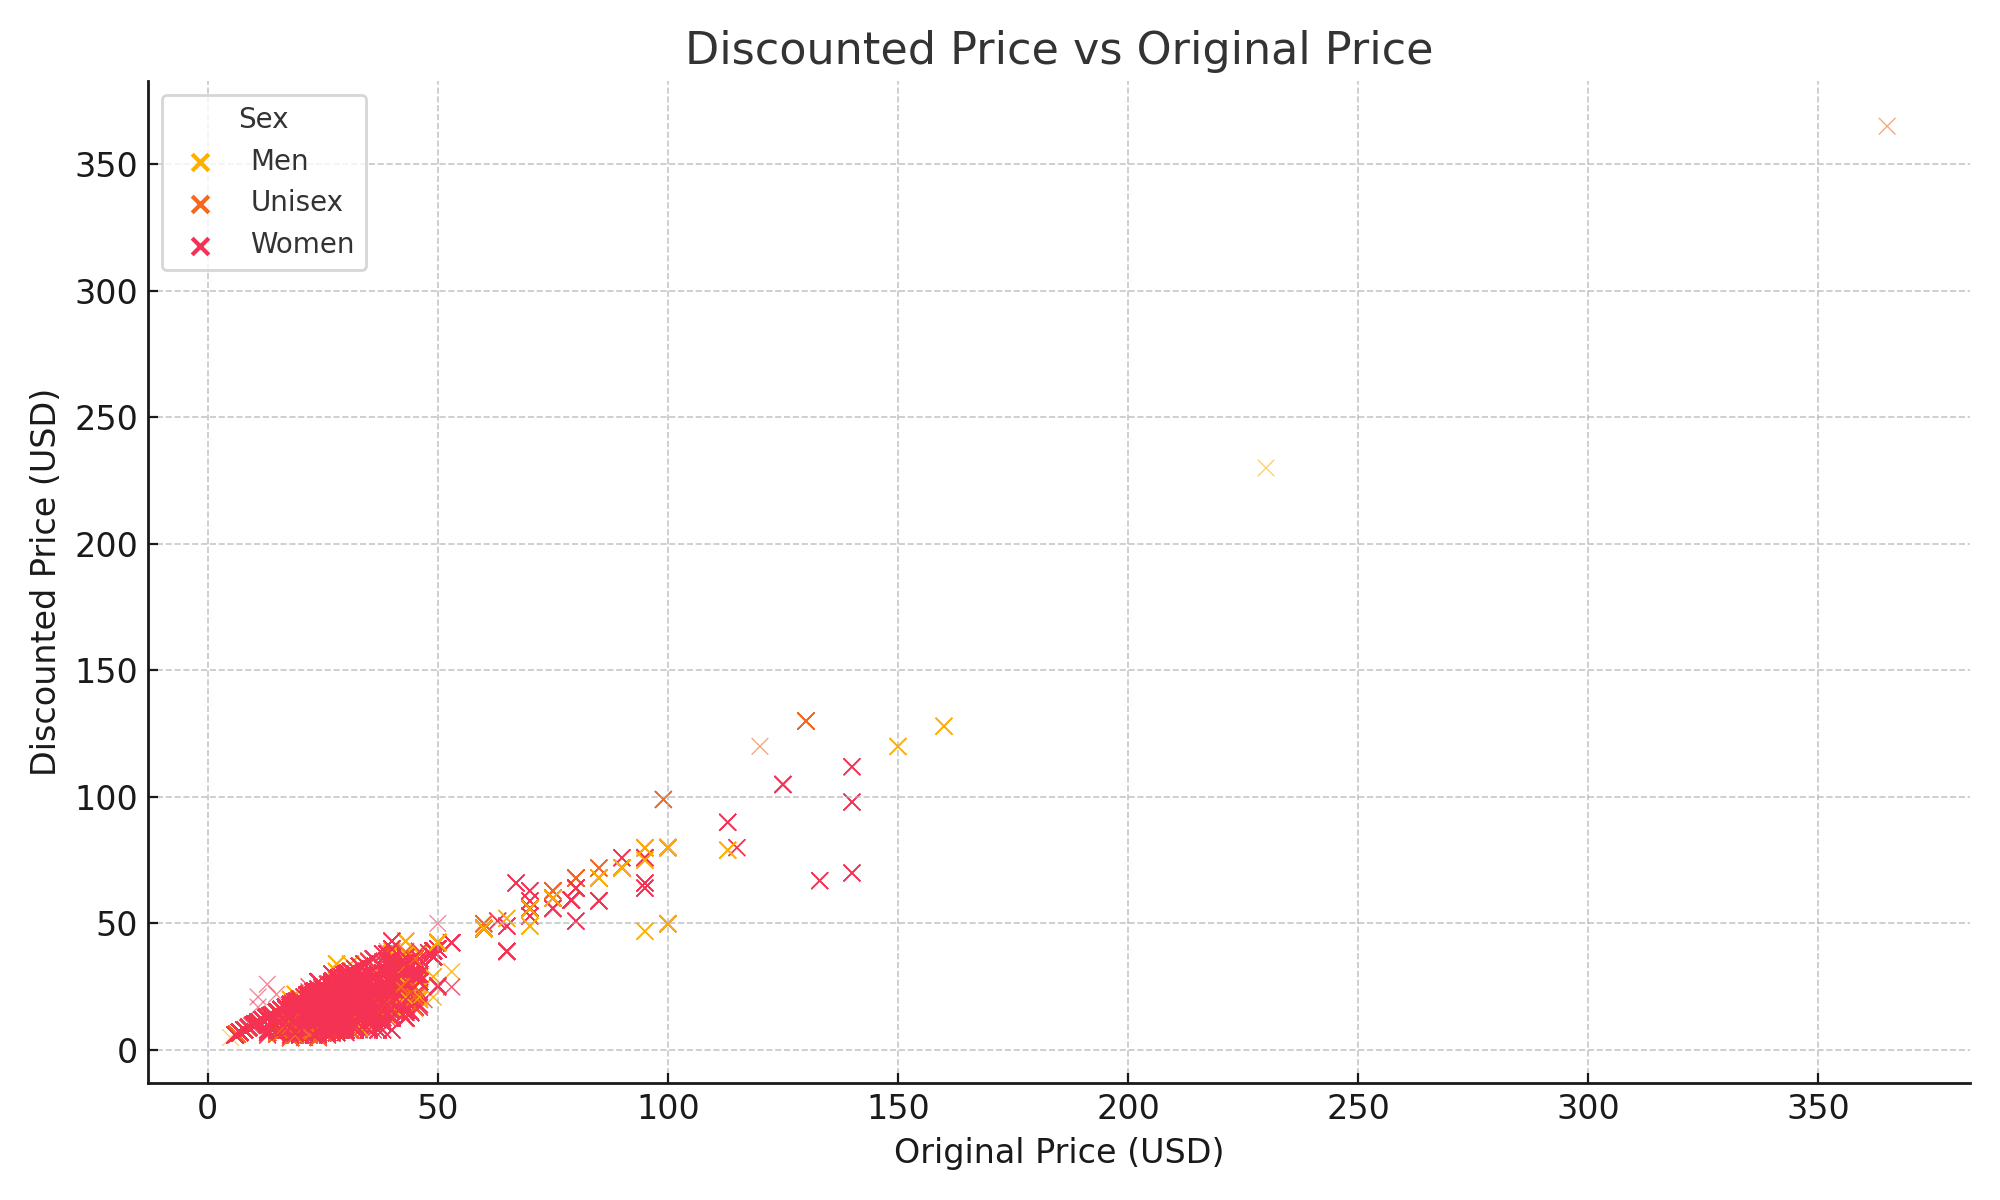 Discounted Price vs Original Price
Sex
Men
Unisex
Women
350
300
250
200
150
100
50
0
Discounted Price (USD)
0 50 100 150 200 250 300 350
Original Price (USD)